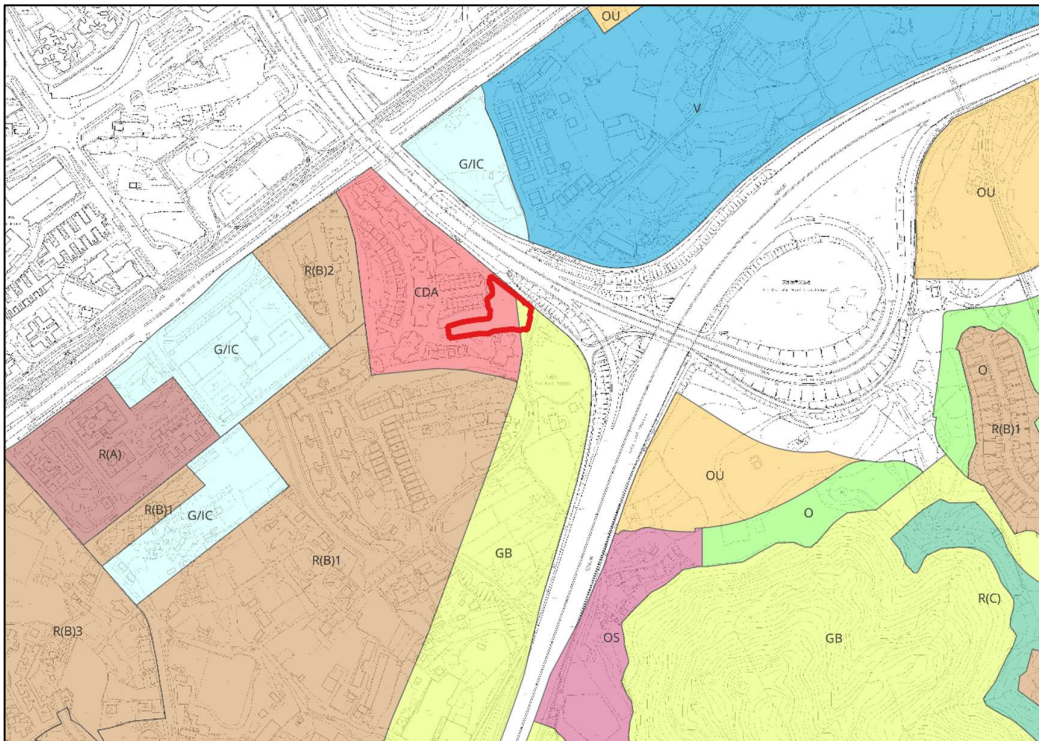 OU
V
G/IC
OU
R(B)2
CDA
G/IC
O
R(B)1
R(A)
OU
R(B)1
G/IC
O
R(B)1
GB
R(C)
R(B)3
OS
GB